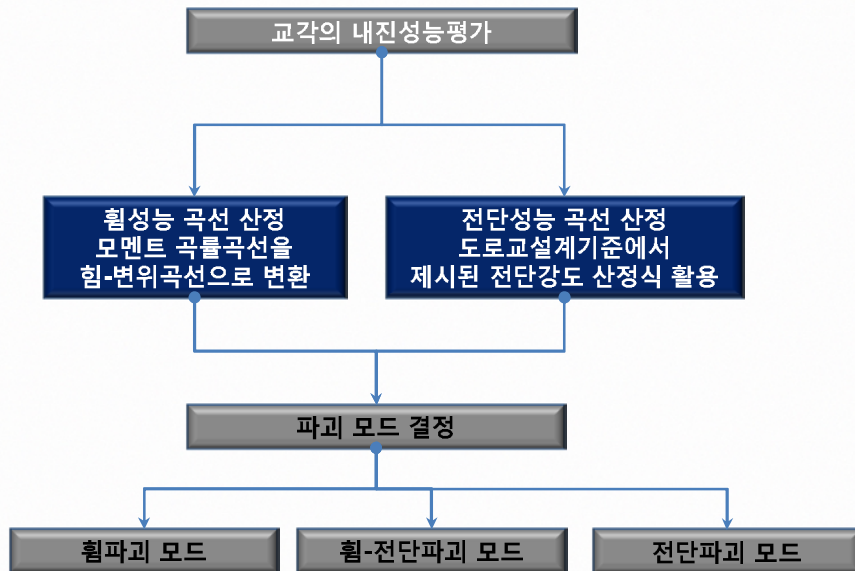 교각의 내진성능평가
휨성능 곡선 산정
모멘트 곡률곡선을
힘-변위곡선으로 변환
전단성능 곡선 산정
도로교설계기준에서
제시된 전단강도 산정식 활용
파괴 모드 결정
휨파괴 모드
휨-전단파괴 모드
전단파괴 모드